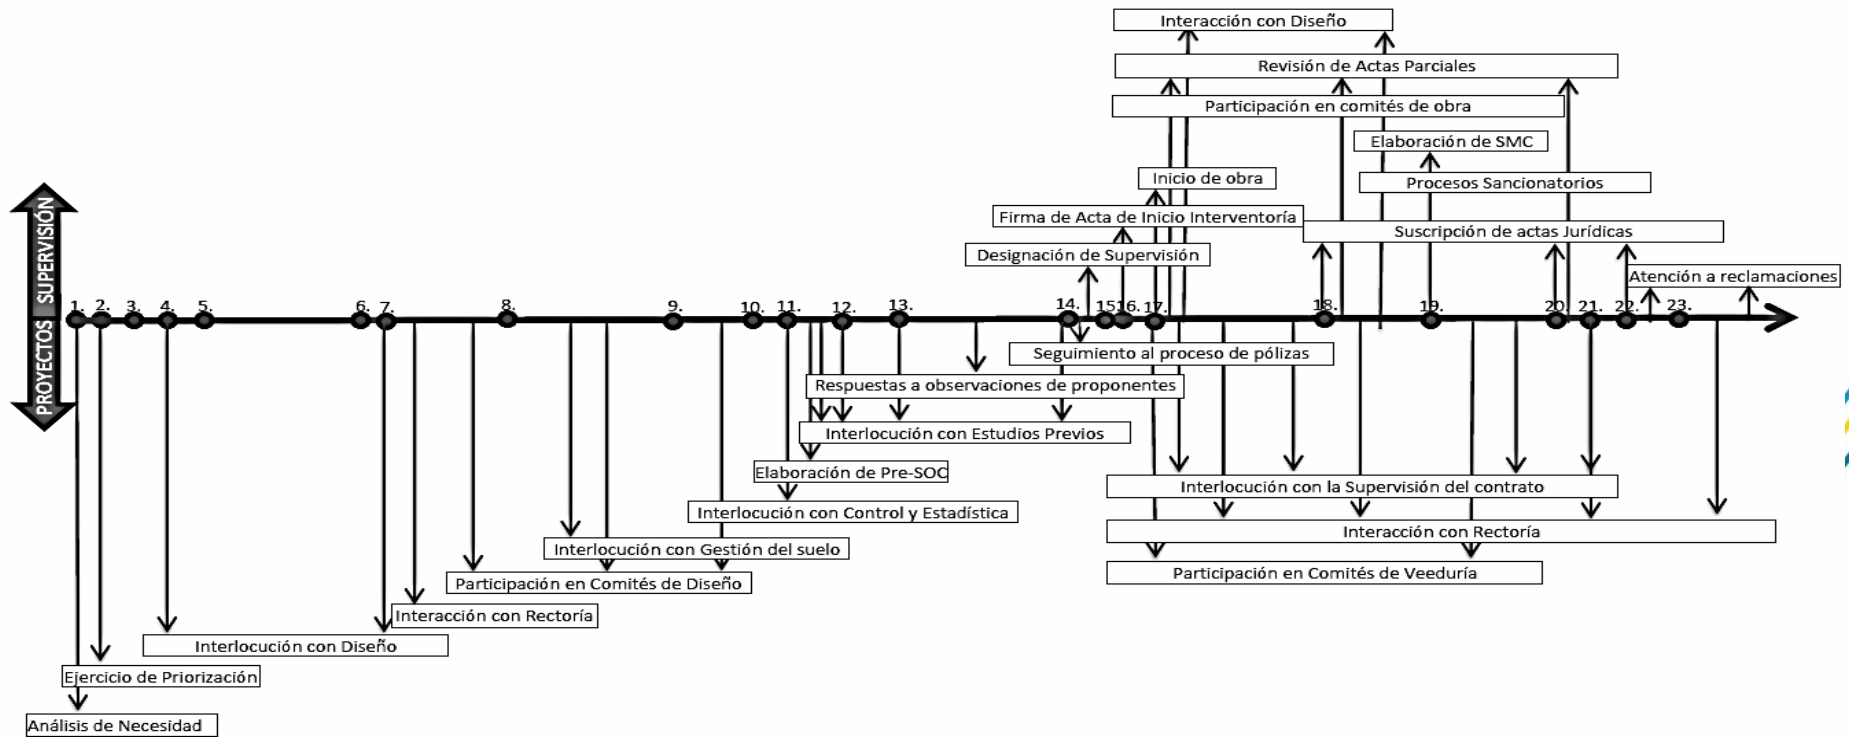 Interacción con Diseño
Revisión de Actas Parciales
Participación en comités de obra
Elaboración de SMC
Inicio de obra
Procesos Sancionatorios
Firma de Acta de Inicio Interventoría
Suscripción de actas Jurídicas
Designación de Supervisión
Atención a reclamaciones
SUPERVISIÓN
PROYECTOS
1. 2. 3. 4. 5. 6. 7. 8. 9. 10. 11. 12. 13. 14. 15 16. 17. 18. 19. 20. 21. 22. 23.
Seguimiento al proceso de pólizas
Respuestas a observaciones de proponentes
Interlocución con Estudios Previos
Elaboración de Pre-SOC
Interlocución con la Supervisión del contrato
Interlocución con Control y Estadística
Interacción con Rectoría
Interlocución con Gestión del suelo
Participación en Comités de Veeduría
Participación en Comités de Diseño
Interacción con Rectoría
Interlocución con Diseño
Ejercicio de Priorización
Análisis de Necesidad